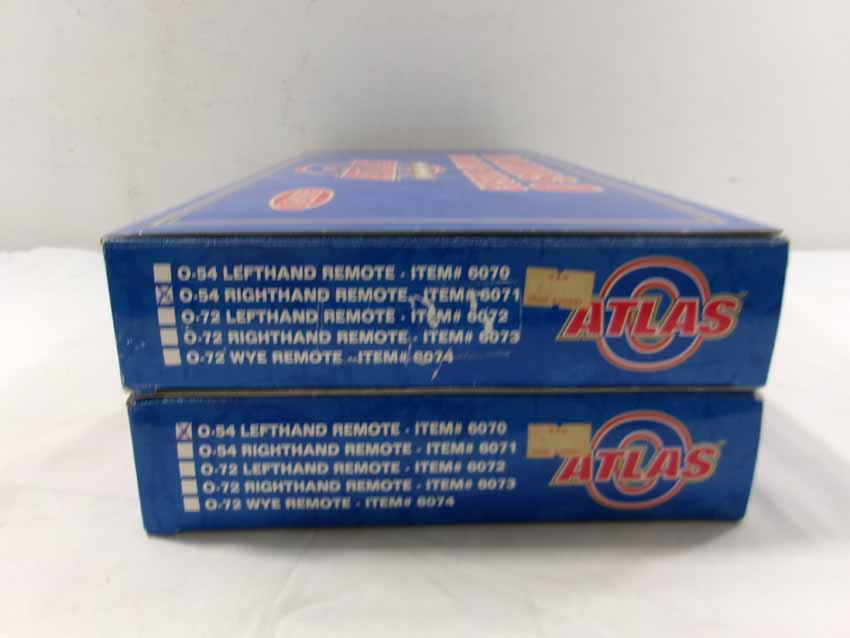 O-54 LEFTHAND REMOTE - ITEM# 6070
O-54 RIGHTHAND REMOTE - ITEM# 6071
O-72 LEFTHAND REMOTE - ITEM# 6072
O-72 RIGHTHAND REMOTE - ITEM# 6073
O-72 WYE REMOTE - ITEM# 6074
ATLAS
O-54 LEFTHAND REMOTE - ITEM# 6070
O-54 RIGHTHAND REMOTE - ITEM# 6071
O-72 LEFTHAND REMOTE - ITEM# 6072
O-72 RIGHTHAND REMOTE - ITEM# 6073
O-72 WYE REMOTE - ITEM# 6074
ATLAS